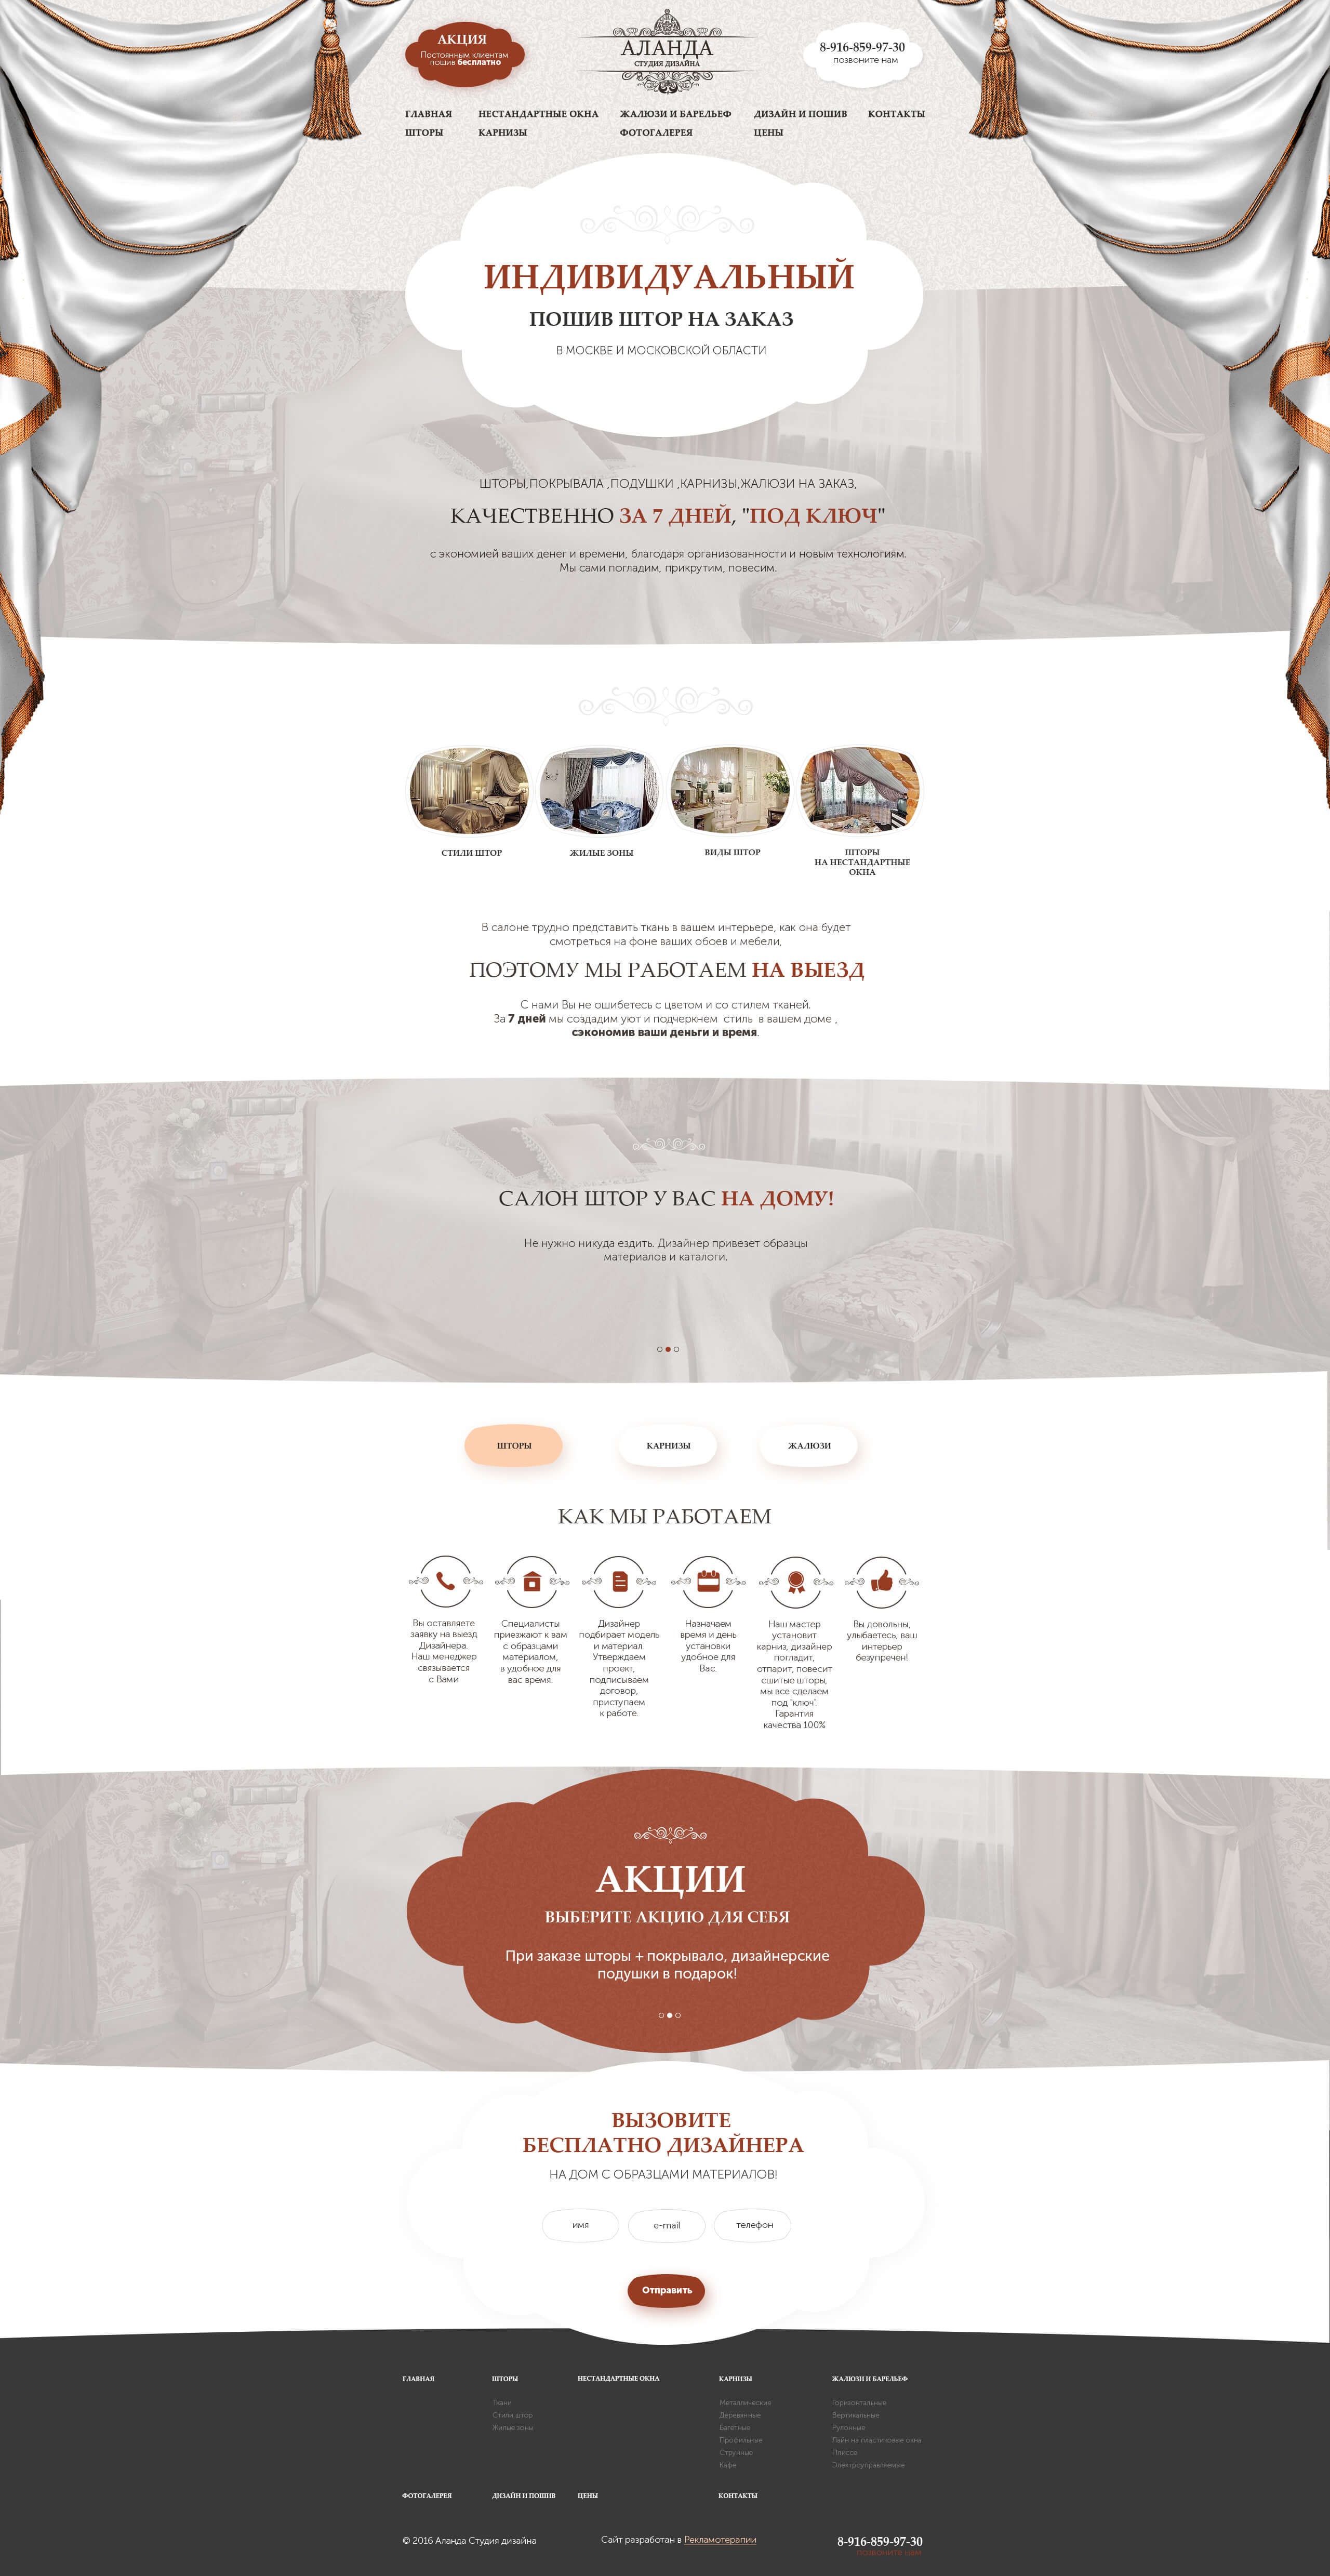 АКЦИЯ
Постоянным клиентам
пошив бесплатно
АЛАНДА
СТУДИЯ ДИЗАЙНА
8-916-859-97-30
позвоните нам
ГЛАВНАЯ НЕСТАНДАРТНЫЕ ОКНА ЖАЛЮЗИ И БАРЕЛЬЕФ ДИЗАЙН И ПОШИВ КОНТАКТЫ
ШТОРЫ КАРНИЗЫ ФОТОГАЛЕРЕЯ ЦЕНЫ
ИНДИВИДУАЛЬНЫЙ
ПОШИВ ШТОР НА ЗАКАЗ
В МОСКВЕ И МОСКОВСКОЙ ОБЛАСТИ
ШТОРЫ,ПОКРЫВАЛА ,ПОДУШКИ ,КАРНИЗЫ,ЖАЛЮЗИ НА ЗАКАЗ,
КАЧЕСТВЕННО ЗА 7 ДНЕЙ, "ПОД КЛЮЧ"
с экономией ваших денег и времени, благодаря организованности и новым технологиям.
Мы сами погладим, прикрутим, повесим.
СТИЛИ ШТОР
ЖИЛЫЕ ЗОНЫ
ВИДЫ ШТОР
ШТОРЫ
НА НЕСТАНДАРТНЫЕ
ОКНА
В салоне трудно представить ткань в вашем интерьере, как она будет
смотреться на фоне ваших обоев и мебели,
ПОЭТОМУ МЫ РАБОТАЕМ НА ВЫЕЗД
С нами Вы не ошибетесь с цветом и со стилем тканей.
За 7 дней мы создадим уют и подчеркнем стиль в вашем доме ,
сэкономив ваши деньги и время.
САЛОН ШТОР У ВАС НА ДОМУ!
Не нужно никуда ездить. Дизайнер привезет образцы
материалов и каталоги.
ШТОРЫ
КАРНИЗЫ
ЖАЛЮЗИ
КАК МЫ РАБОТАЕМ
Вы оставляете
заявку на выезд
Дизайнера.
Наш менеджер
связывается
с Вами
Специалисты
приезжают к вам
с образцами
материалом,
в удобное для
вас время.
Дизайнер
подбирает модель
и материал.
Утверждаем
проект,
подписываем
договор,
приступаем
к работе.
Назначаем
время и день
установки
удобное для
Вас.
Наш мастер
установит
карниз, дизайнер
погладит,
отпарит, повесит
сшитые шторы,
мы все сделаем
под "ключ".
Гарантия
качества 100%
Вы довольны,
улыбаетесь, ваш
интерьер
безупречен!
АКЦИИ
ВЫБЕРИТЕ АКЦИЮ ДЛЯ СЕБЯ
При заказе шторы + покрывало, дизайнерские
подушки в подарок!
ВЫЗОВИТЕ
БЕСПЛАТНО ДИЗАЙНЕРА
НА ДОМ С ОБРАЗЦАМИ МАТЕРИАЛОВ!
имя
e-mail
телефон
Отправить
ГЛАВНАЯ
ШТОРЫ
Ткани
Стили штор
Жилые зоны
НЕСТАНДАРТНЫЕ ОКНА
КАРНИЗЫ
Металлические
Деревянные
Багетные
Профильные
Струнные
Кафе
ЖАЛЮЗИ И БАРЕЛЬЕФ
Горизонтальные
Вертикальные
Рулонные
Лайн на пластиковые окна
Плиссе
Электроуправляемые
ФОТОГАЛЕРЕЯ
ДИЗАЙН И ПОШИВ
ЦЕНЫ
КОНТАКТЫ
© 2016 Аланда Студия дизайна
Сайт разработан в Рекламотерапии
8-916-859-97-30
позвоните нам